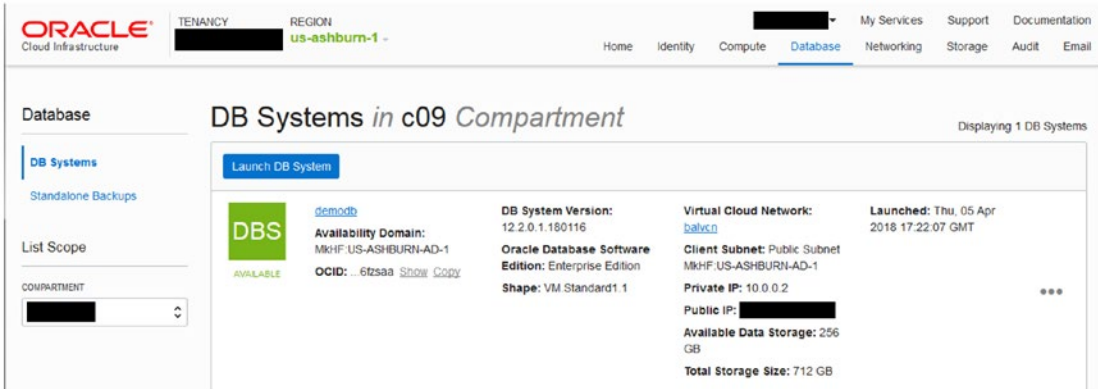 ORACLE®
Cloud Infrastructure
TENANCY
REGION
us-ashburn-1
My Services Support Documentation
Home Identity Compute Database Networking Storage Audit Email
Database
DB Systems
Standalone Backups
List Scope
COMPARTMENT
DB Systems in c09 Compartment
Displaying 1 DB Systems
Launch DB System
DBS
AVAILABLE
demodb
Availability Domain:
MkHF:US-ASHBURN-AD-1
OCID: ...6fzsaa Show Copy
DB System Version:
12.2.0.1.180116
Oracle Database Software
Edition: Enterprise Edition
Shape: VM.Standard1.1
Virtual Cloud Network:
balvcn
Client Subnet: Public Subnet
MkHF:US-ASHBURN-AD-1
Private IP: 10.0.0.2
Public IP:
Available Data Storage: 256
GB
Total Storage Size: 712 GB
Launched: Thu, 05 Apr
2018 17:22:07 GMT